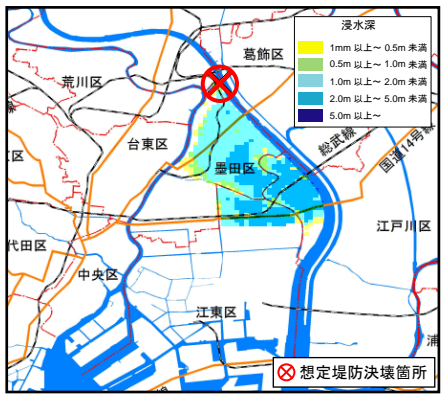 浸水深
1mm 以上～ 0.5m 未満
0.5m 以上～ 1.0m 未満
1.0m 以上～ 2.0m 未満
2.0m 以上～ 5.0m 未満
5.0m 以上～
葛飾区
荒川区
台東区
総武線
国道14号線
墨田区
江戸川区
代田区
中央区
江東区
浦
想定堤防決壊箇所